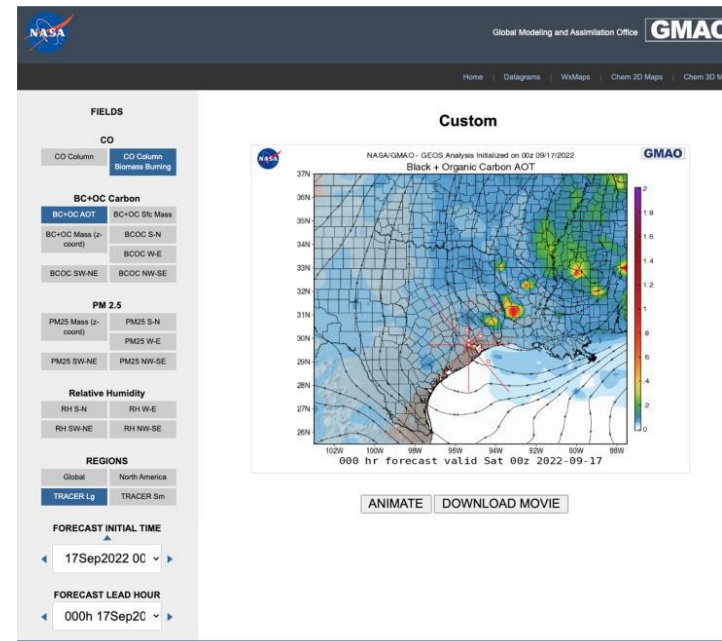 NASA
Global Modeling and Assimilation Office
GMAO
Home | Datagrams | WxMaps | Chem 2D Maps | Chem 3D M
FIELDS
CO
CO Column
CO Column
Biomass Burning
BC+OC Carbon
BC+OC AOT
BC+OC Sfc Mass
BC+OC Mass (z-
coord)
BCOC S-N
BCOC W-E
BCOC SW-NE
BCOC NW-SE
PM 2.5
PM25 Mass (z-
coord)
PM25 S-N
PM25 W-E
PM25 SW-NE
PM25 NW-SE
Relative Humidity
RH S-N
RH W-E
RH SW-NE
RH NW-SE
REGIONS
Global
North America
TRACER Lg
TRACER Sm
FORECAST INITIAL TIME
17Sep2022 00
FORECAST LEAD HOUR
000h 17Sep20
Custom
NASA
NASA/GMAO - GEOS Analysis Initialized on 00z 09/17/2022
GMAO
Black + Organic Carbon AOT
37N
36N
35N
34N
33N
32N
31N
30N
29N
28N
27N
26N
102W 100W 98W 96W 94W 92W 90W 88W
2
1.8
1.6
1.4
1.2
1
.8
.6
.4
.2
0
000 hr forecast valid Sat 00z 2022-09-17
ANIMATE
DOWNLOAD MOVIE